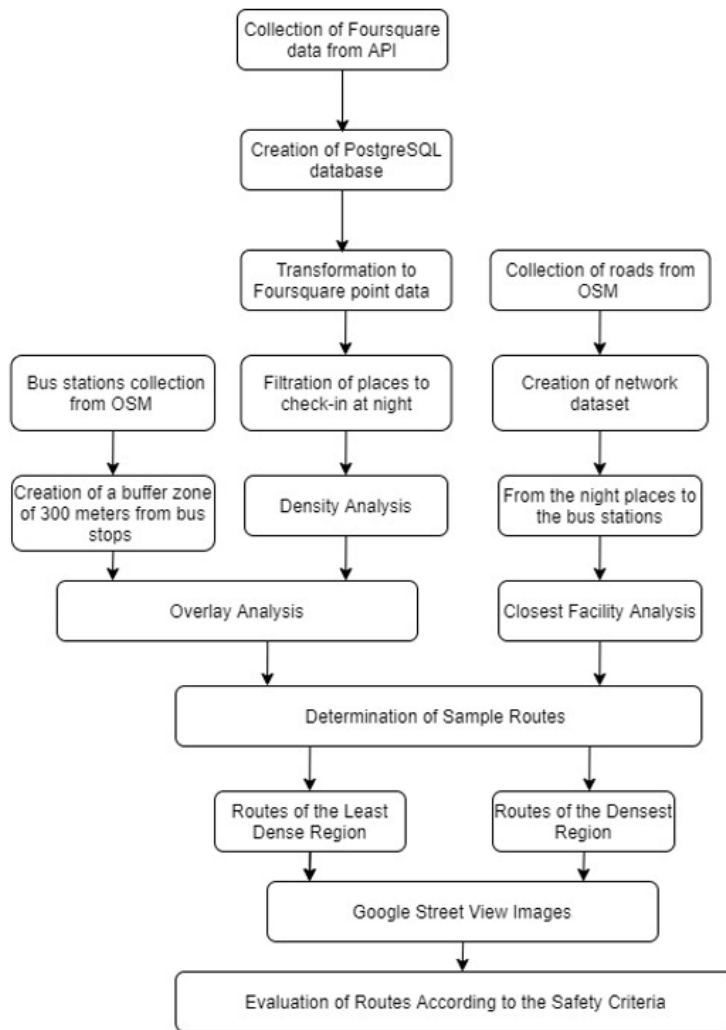 Collection of Foursquare
data from API
Creation of PostgreSQL
database
Transformation to
Foursquare point data
Collection of roads from
OSM
Bus stations collection
from OSM
Filtration of places to
check-in at night
Creation of network
dataset
Creation of a buffer zone
of 300 meters from bus
stops
Density Analysis
From the night places to
the bus stations
Overlay Analysis
Closest Facility Analysis
Determination of Sample Routes
Routes of the Least
Dense Region
Routes of the Densest
Region
Google Street View Images
Evaluation of Routes According to the Safety Criteria